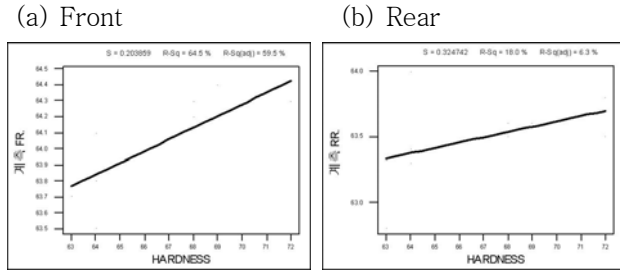 (a) Front
(b) Rear
S = 0.203859 R-Sq = 64.5 % R-Sq(adj) = 59.5 %
64.5
64.4
64.3
64.2
64.1
64.0
63.9
63.8
63.7
63.6
63.5
계측 FR.
63 64 65 66 67 68 69 70 71 72
HARDNESS
S = 0.324742 R-Sq = 18.0 % R-Sq(adj) = 6.3 %
64.0
63.5
63.0
계측 RR.
63 64 65 66 67 68 69 70 71 72
HARDNESS